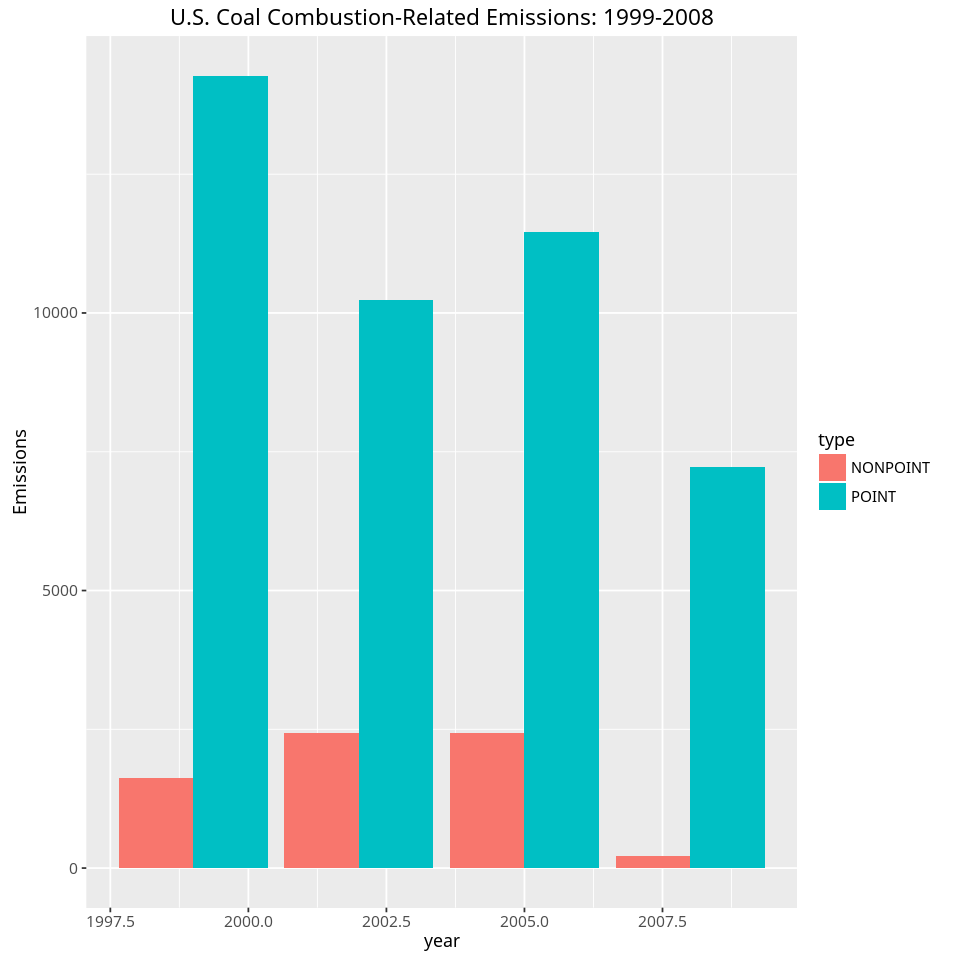 U.S. Coal Combustion-Related Emissions: 1999-2008
10000
5000
0
Emissions
1997.5 2000.0 2002.5 2005.0 2007.5
year
type
NONPOINT
POINT